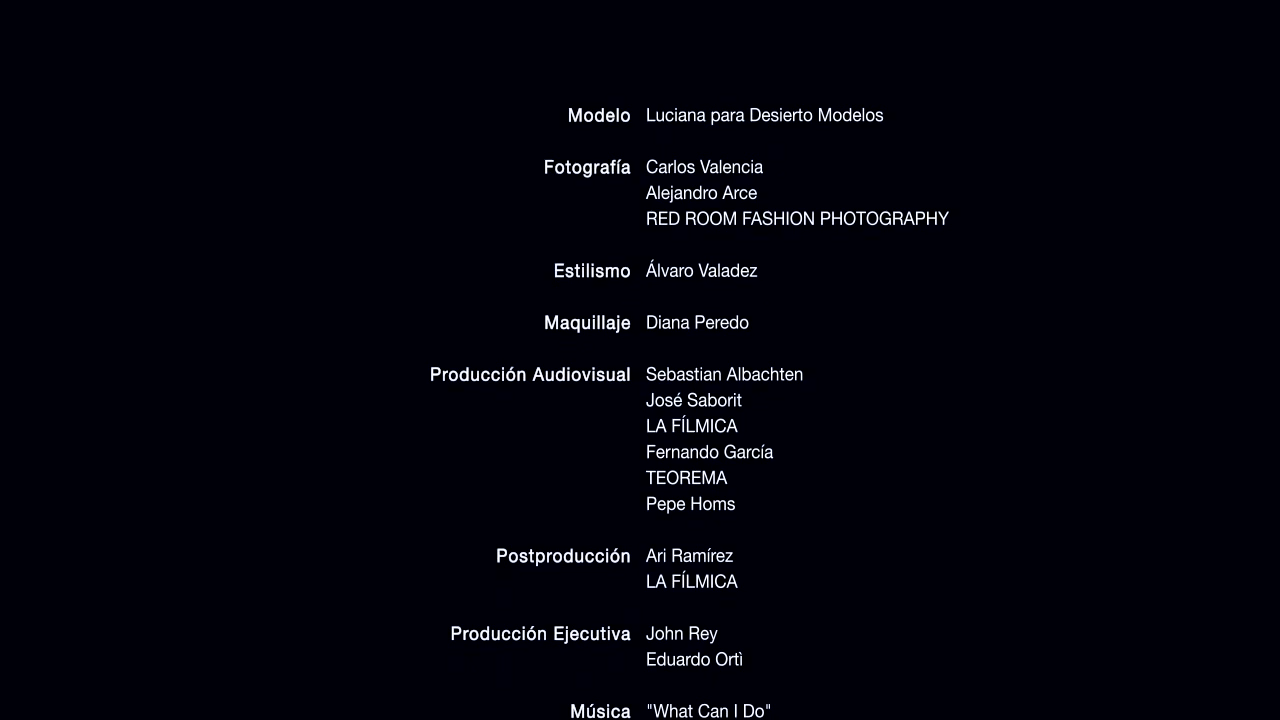 Modelo Luciana para Desierto Modelos
Fotografía Carlos Valencia
Alejandro Arce
RED ROOM FASHION PHOTOGRAPHY
Estilismo Álvaro Valadez
Maquillaje Diana Peredo
Producción Audiovisual Sebastian Albachten
José Saborit
LA FÍLMICA
Fernando García
TEOREMA
Pepe Homs
Postproducción Ari Ramírez
LA FÍLMICA
Producción Ejecutiva John Rey
Eduardo Ortì
Música "What Can I Do"